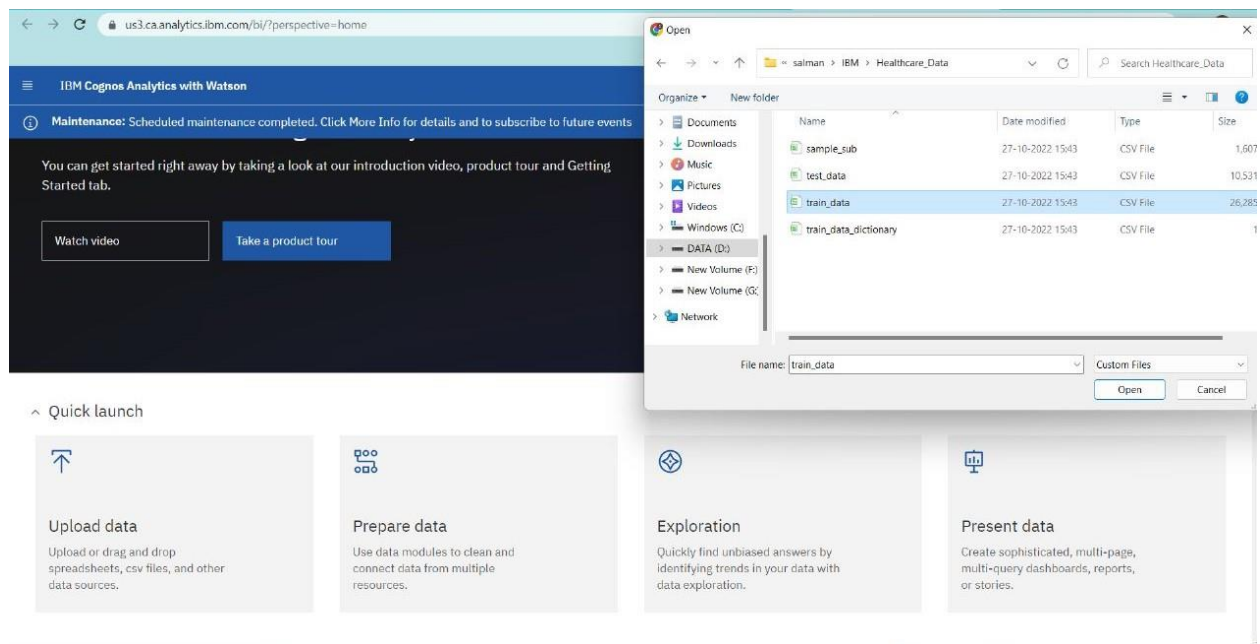 us3.ca.analytics.ibm.com/bi/?perspective=home
IBM Cognos Analytics with Watson
Maintenance: Scheduled maintenance completed. Click More Info for details and to subscribe to future events
You can get started right away by taking a look at our introduction video, product tour and Getting
Started tab.
Watch video
Take a product tour
Open
« salman > IBM > Healthcare_Data
Search Healthcare_Data
Organize
New folder
Documents
Downloads
Music
Pictures
Videos
Windows (C:)
DATA (D:)
New Volume (F:)
New Volume (G:
Network
Name Date modified Type Size
sample_sub 27-10-2022 15:43 CSV File 1,607
test_data 27-10-2022 15:43 CSV File 10,531
train_data 27-10-2022 15:43 CSV File 26,285
train_data_dictionary 27-10-2022 15:43 CSV File 1
File name: train_data
Custom Files
Open
Cancel
Quick launch
Upload data
Upload or drag and drop
spreadsheets, csv files, and other
data sources.
Prepare data
Use data modules to clean and
connect data from multiple
resources.
Exploration
Quickly find unbiased answers by
identifying trends in your data with
data exploration.
Present data
Create sophisticated, multi-page,
multi-query dashboards, reports,
or stories.